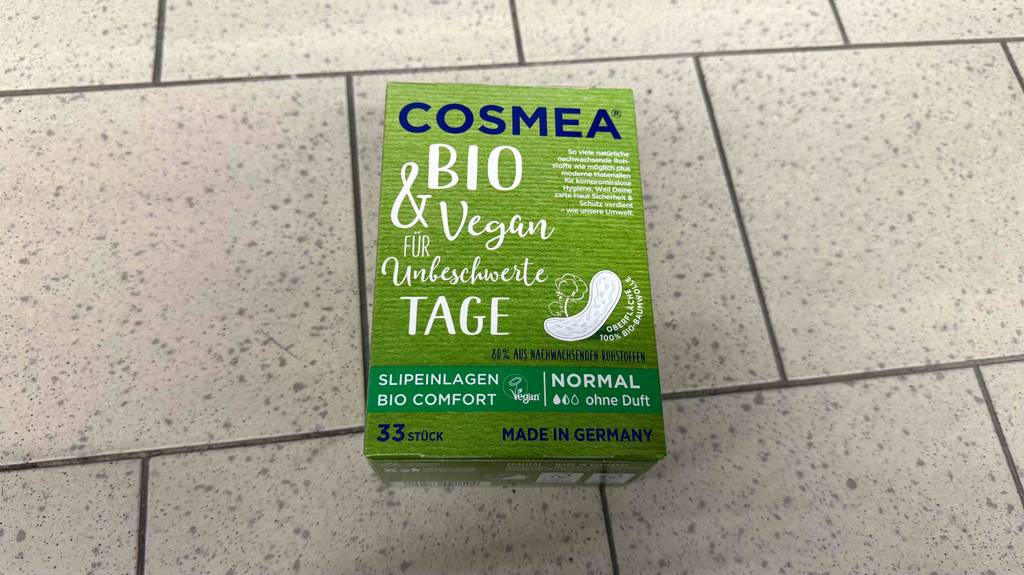 COSMEA®
BIO
& Vegan
FÜR
Unbeschwerte
TAGE
So viele natürliche
nachwachsende Roh-
stoffe wie möglich plus
moderne Materialien
für kompromisslose
Hygiene. Weil Deine
zarte Haut Sicherheit &
Schutz verdient
– wie unsere Umwelt.
OBERFLÄCHE
100% BIO-BAUMWOLLE
80% AUS NACHWACHSENDEN ROHSTOFFEN
SLIPEINLAGEN
BIO COMFORT
Vegan
NORMAL
ohne Duft
33 STÜCK
MADE IN GERMANY